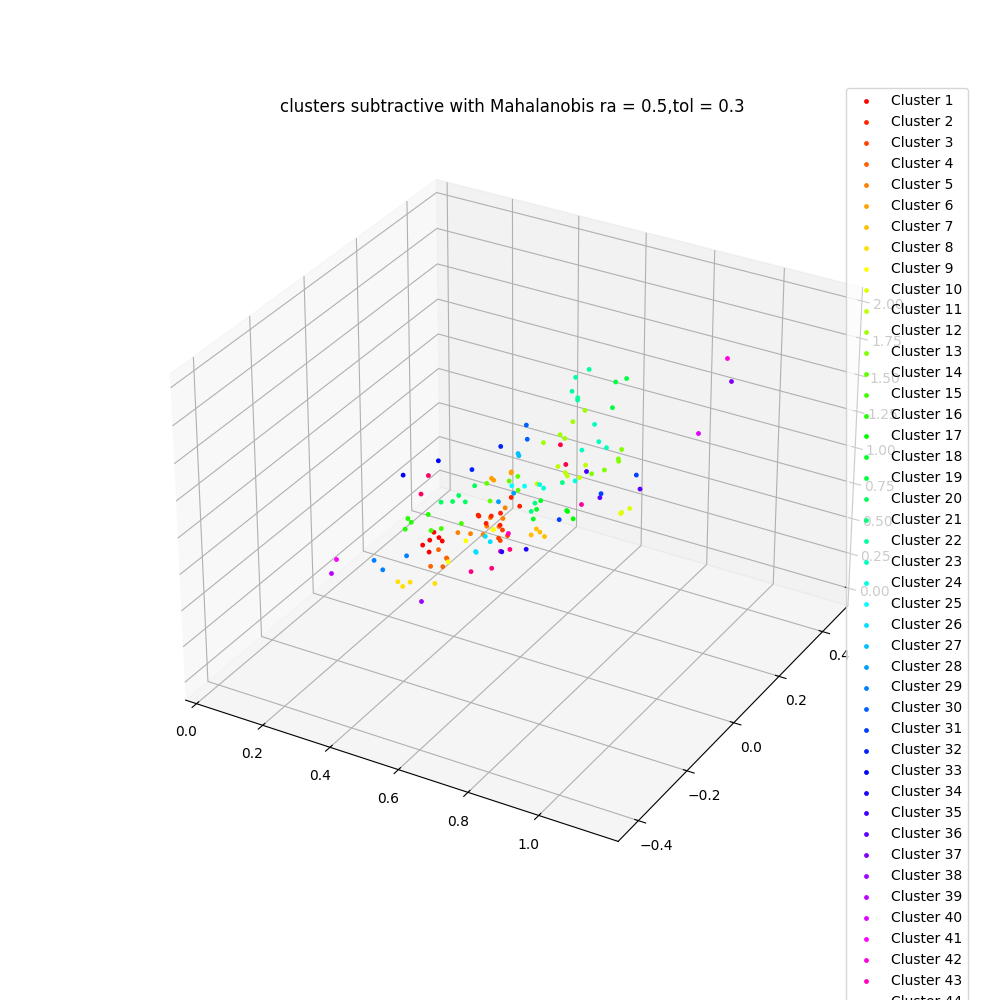 clusters subtractive with Mahalanobis ra = 0.5,tol = 0.3
Cluster 1
Cluster 2
Cluster 3
Cluster 4
Cluster 5
Cluster 6
Cluster 7
Cluster 8
Cluster 9
Cluster 10
Cluster 11
Cluster 12
Cluster 13
Cluster 14
Cluster 15
Cluster 16
Cluster 17
Cluster 18
Cluster 19
Cluster 20
Cluster 21
Cluster 22
Cluster 23
Cluster 24
Cluster 25
Cluster 26
Cluster 27
Cluster 28
Cluster 29
Cluster 30
Cluster 31
Cluster 32
Cluster 33
Cluster 34
Cluster 35
Cluster 36
Cluster 37
Cluster 38
Cluster 39
Cluster 40
Cluster 41
Cluster 42
Cluster 43
Cluster 44
2.00
1.75
1.50
1.25
1.00
0.75
0.50
0.25
0.00
0.4
0.2
0.0
−0.2
−0.4
0.0
0.2
0.4
0.6
0.8
1.0